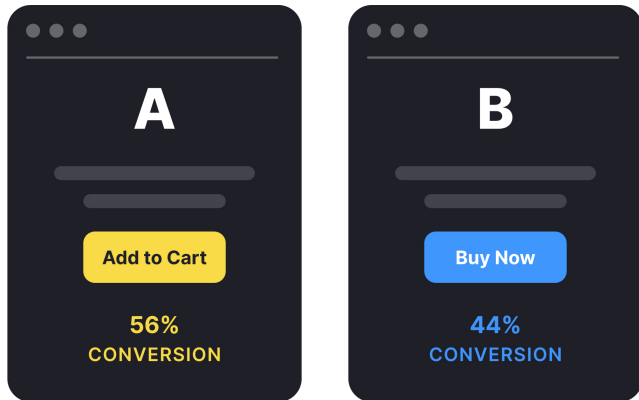 A
Add to Cart
56%
CONVERSION
B
Buy Now
44%
CONVERSION